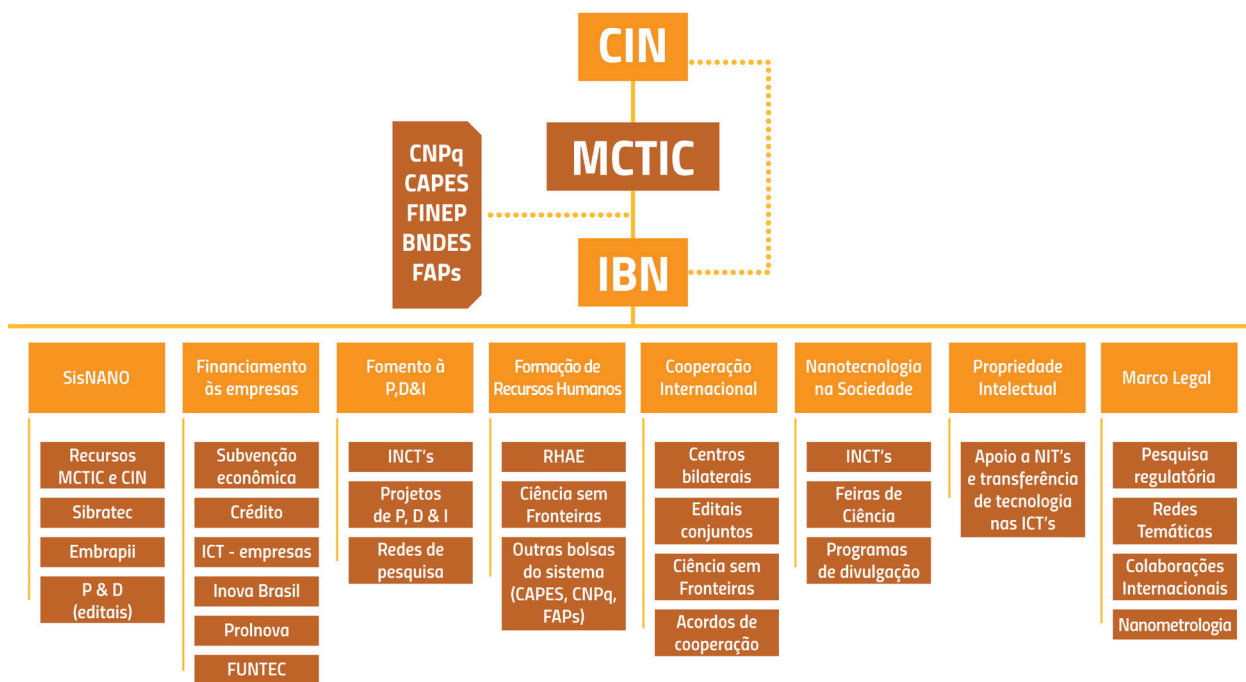 CIN
MCTIC
CNPq
CAPES
FINEP
BNDES
FAPs
IBN
SisNANO
Recursos
MCTIC e CIN
Sibratec
Embrapii
P & D
(editais)
Financiamento
às empresas
Subvenção
econômica
Crédito
ICT - empresas
Inova Brasil
ProInova
FUNTEC
Fomento à
P,D&I
INCT's
Projetos
de P, D & I
Redes de
pesquisa
Formação de
Recursos Humanos
RHAE
Ciência sem
Fronteiras
Outras bolsas
do sistema
(CAPES, CNPq,
FAPs)
Cooperação
Internacional
Centros
bilaterais
Editais
conjuntos
Ciência sem
Fronteiras
Acordos de
cooperação
Nanotecnologia
na Sociedade
INCT's
Feiras de
Ciência
Programas
de divulgação
Propriedade
Intelectual
Apoio a NIT's
e transferência
de tecnologia
nas ICT's
Marco Legal
Pesquisa
regulatória
Redes
Temáticas
Colaborações
Internacionais
Nanometrologia